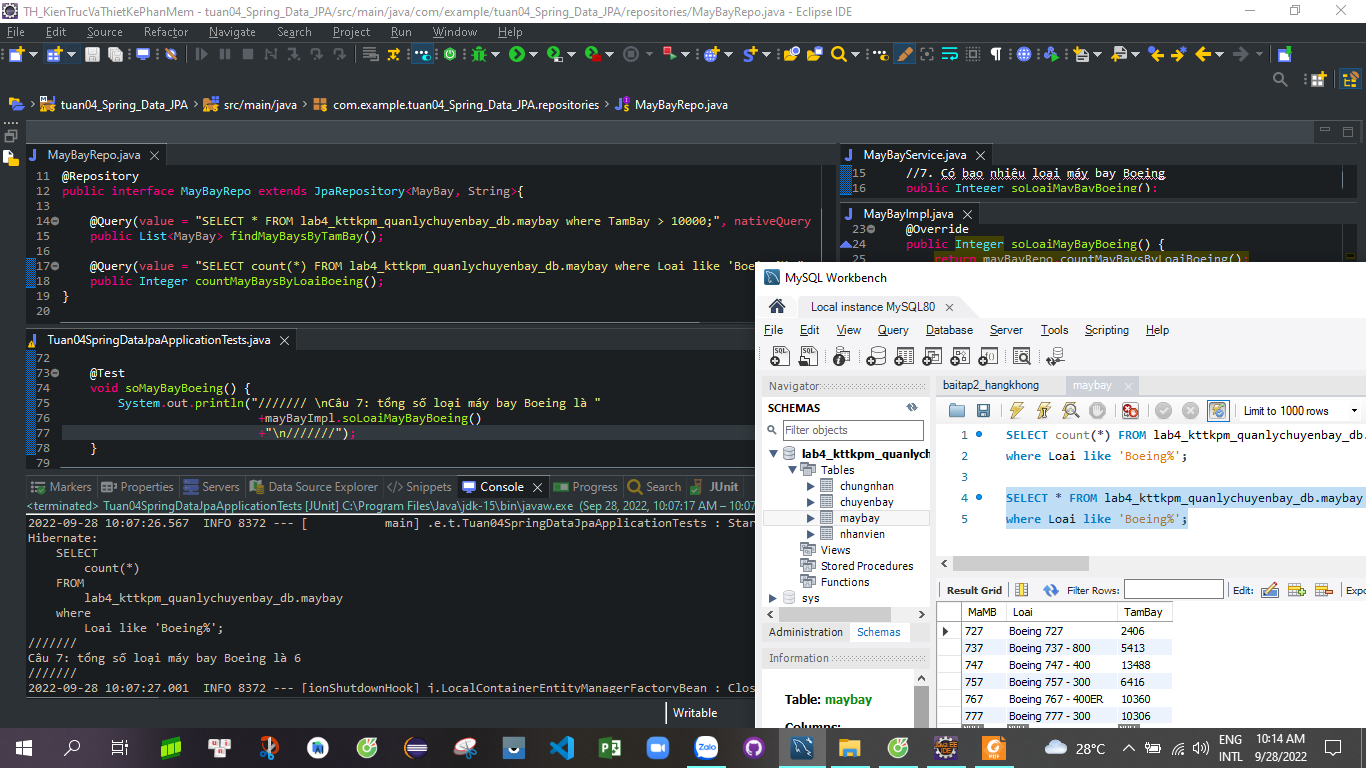 TH_KienTrucVaThietKePhanMem - tuan04_Spring_Data_JPA/src/main/java/com/example/tuan04_Spring_Data_JPA/repositories/MayBayRepo.java - Eclipse IDE
File Edit Source Refactor Navigate Search Project Run Window Help
tuan04_Spring_Data_JPA src/main/java com.example.tuan04_Spring_Data_JPA.repositories MayBayRepo.java
MayBayRepo.java
11 @Repository
12 public interface MayBayRepo extends JpaRepository<MayBay, String>{
14 @Query(value = "SELECT * FROM lab4_kttkpm_quanlychuyenbay_db.maybay where TamBay > 10000;", nativeQuery
15 public List<MayBay> findMayBaysByTamBay();
16
17 @Query(value = "SELECT count(*) FROM lab4_kttkpm_quanlychuyenbay_db.maybay where Loai like 'Boeing%';"
18 public Integer countMayBaysByLoaiBoeing();
19 }
20
MayBayService.java
15 //7. Có bao nhiêu loại máy bay Boeing
16 public Integer soLoaiMayBayBoeing();
MayBayImpl.java
23 @Override
24 public Integer soLoaiMayBayBoeing() {
25 return mayBayRepo.countMayBaysByLoaiBoeing();
Tuan04SpringDataJpaApplicationTests.java
72
73 @Test
74 void soMayBayBoeing() {
75 System.out.println("/////// \nCâu 7: tổng số loại máy bay Boeing là "
76 +mayBayImpl.soLoaiMayBayBoeing()
77 +"\n///////");
78 }
79
Markers Properties Servers Data Source Explorer Snippets Console Progress Search JUnit
<terminated> Tuan04SpringDataJpaApplicationTests [JUnit] C:\Program Files\Java\jdk-15\bin\javaw.exe (Sep 28, 2022, 10:07:17 AM – 10:07
2022-09-28 10:07:26.567 INFO 8372 --- [ main] .e.t.Tuan04SpringDataJpaApplicationTests : Star
Hibernate:
SELECT
count(*)
FROM
lab4_kttkpm_quanlychuyenbay_db.maybay
where
Loai like 'Boeing%';
///////
Câu 7: tổng số loại máy bay Boeing là 6
///////
2022-09-28 10:07:27.001 INFO 8372 --- [ionShutdownHook] j.LocalContainerEntityManagerFactoryBean : Clos
Writable
MySQL Workbench
Local instance MySQL80
File Edit View Query Database Server Tools Scripting Help
Navigator
SCHEMAS
Filter objects
lab4_kttkpm_quanlych
Tables
chungnhan
chuyenbay
maybay
nhanvien
Views
Stored Procedures
Functions
sys
Administration Schemas
Information
Table: maybay
Columns:
baitap2_hangkhong maybay
Limit to 1000 rows
1 SELECT count(*) FROM lab4_kttkpm_quanlychuyenbay_db.
2 where Loai like 'Boeing%';
3
4 SELECT * FROM lab4_kttkpm_quanlychuyenbay_db.maybay
5 where Loai like 'Boeing%';
Result Grid Filter Rows: Edit: Expo
MaMB Loai TamBay
727 Boeing 727 2406
737 Boeing 737 - 800 5413
747 Boeing 747 - 400 13488
757 Boeing 757 - 300 6416
767 Boeing 767 - 400ER 10360
777 Boeing 777 - 300 10306
28°C
ENG
INTL
10:14 AM
9/28/2022